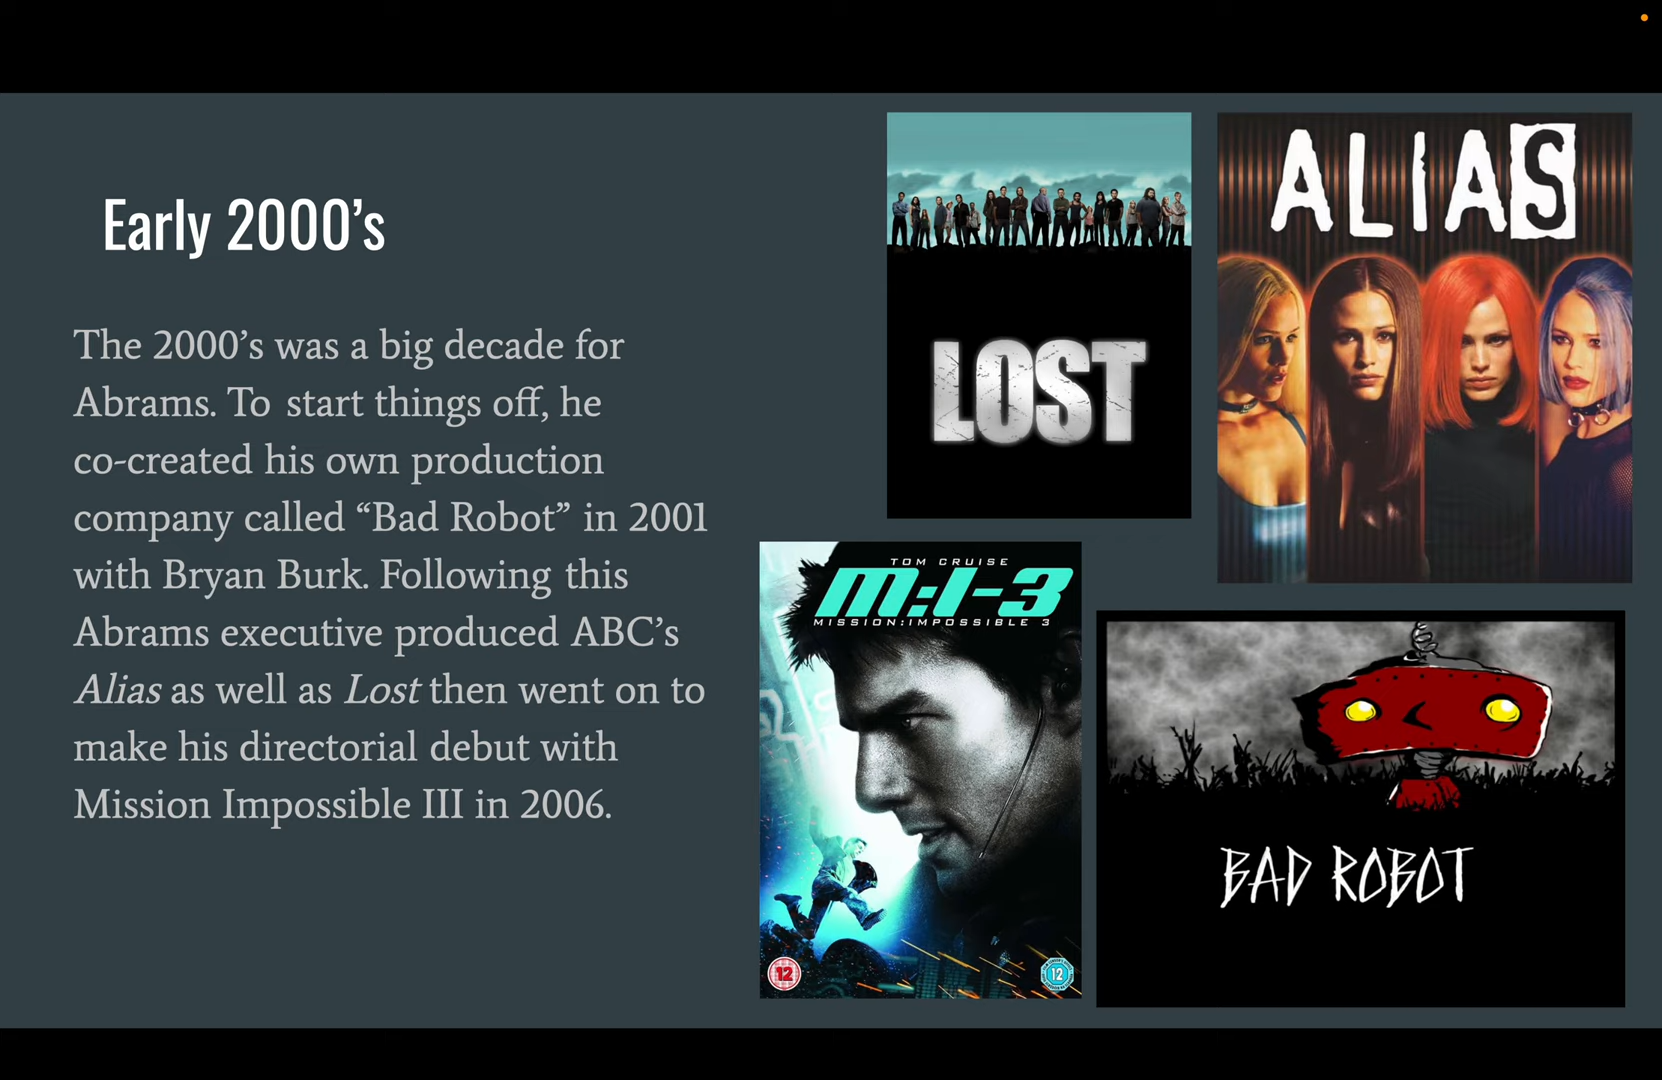 Early 2000’s
The 2000’s was a big decade for
Abrams. To start things off, he
co-created his own production
company called “Bad Robot” in 2001
with Bryan Burk. Following this
Abrams executive produced ABC’s
Alias as well as Lost then went on to
make his directorial debut with
Mission Impossible III in 2006.
LOST
ALIAS
TOM CRUISE
M:I-3
MISSION:IMPOSSIBLE 3
12
12
BAD ROBOT